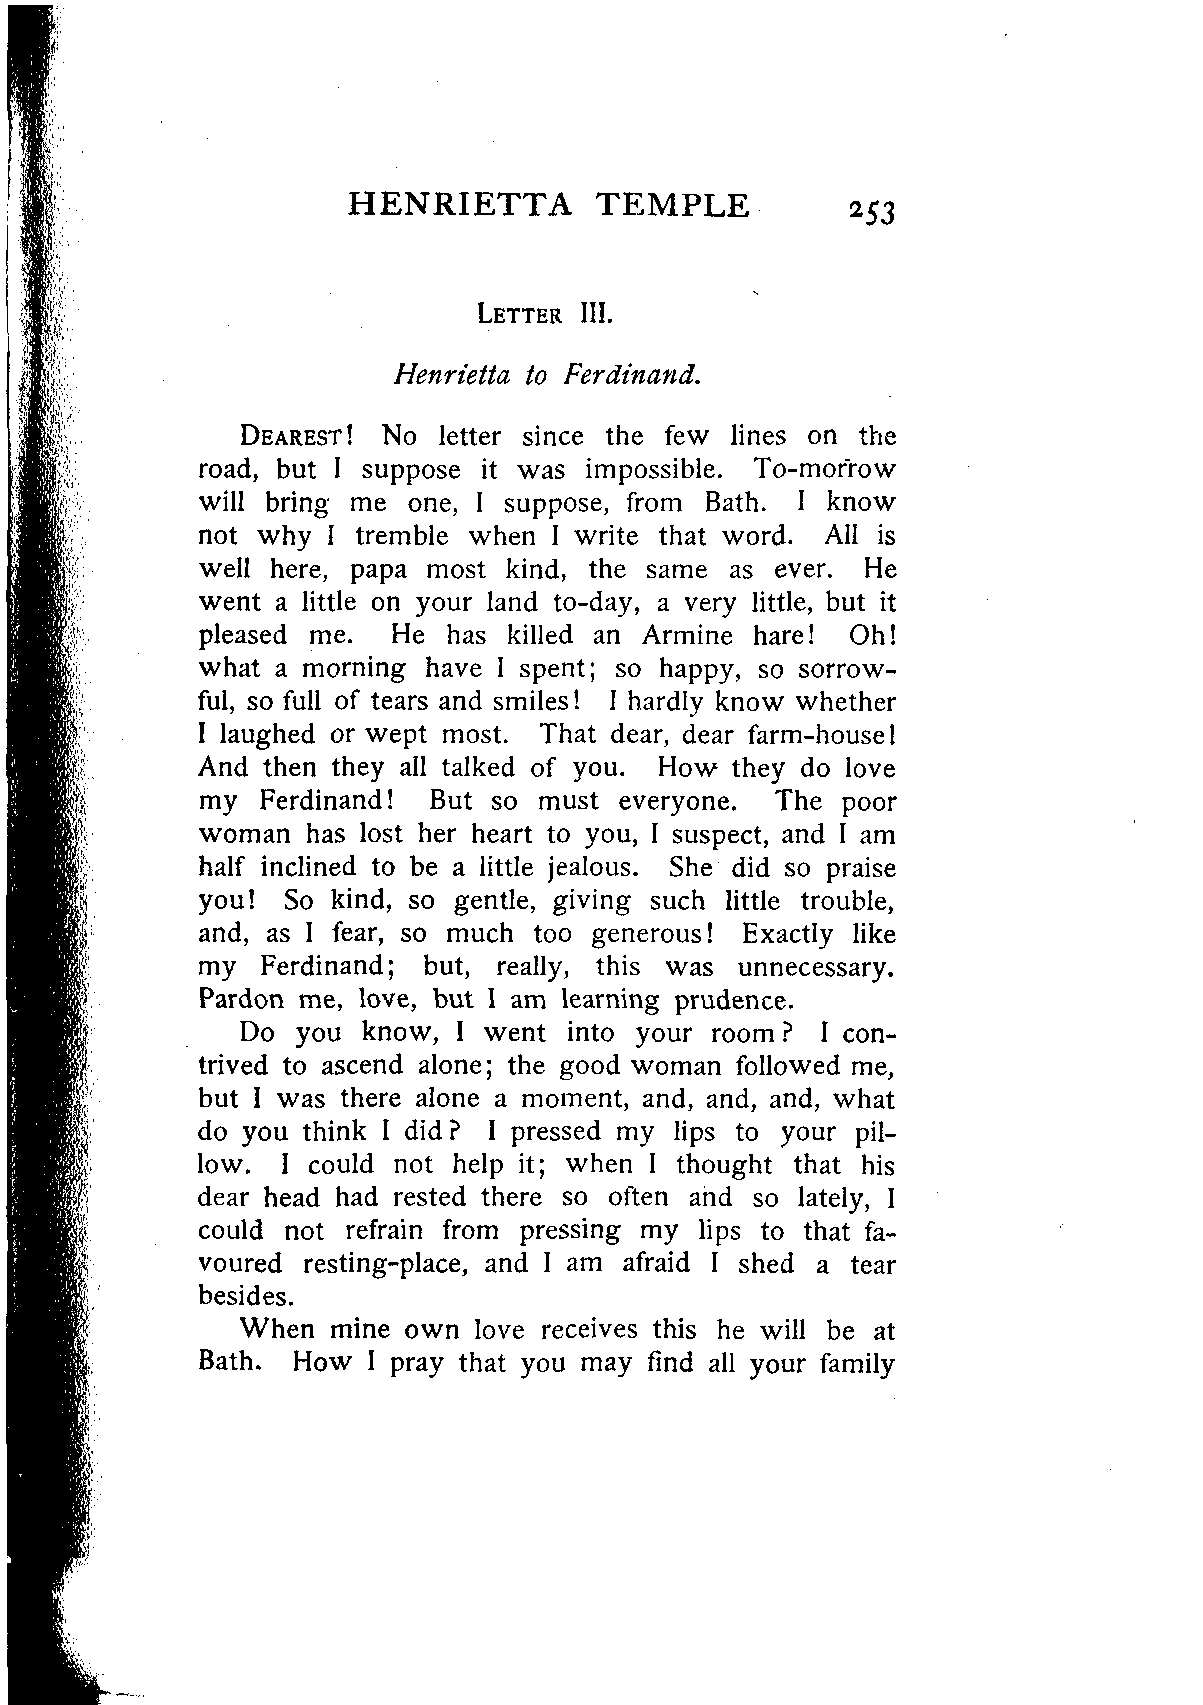 HENRIETTA TEMPLE 253
LETTER III.
Henrietta to Ferdinand.
DEAREST! No letter since the few lines on the
road, but I suppose it was impossible. To-morrow
will bring me one, I suppose, from Bath. I know
not why I tremble when I write that word. All is
well here, papa most kind, the same as ever. He
went a little on your land to-day, a very little, but it
pleased me. He has killed an Armine hare! Oh!
what a morning have I spent; so happy, so sorrow-
ful, so full of tears and smiles! I hardly know whether
I laughed or wept most. That dear, dear farm-house!
And then they all talked of you. How they do love
my Ferdinand! But so must everyone. The poor
woman has lost her heart to you, I suspect, and I am
half inclined to be a little jealous. She did so praise
you! So kind, so gentle, giving such little trouble,
and, as I fear, so much too generous! Exactly like
my Ferdinand; but, really, this was unnecessary.
Pardon me, love, but I am learning prudence.
Do you know, I went into your room? I con-
trived to ascend alone; the good woman followed me,
but I was there alone a moment, and, and, and, what
do you think I did? I pressed my lips to your pil-
low. I could not help it; when I thought that his
dear head had rested there so often and so lately, I
could not refrain from pressing my lips to that fa-
voured resting-place, and I am afraid I shed a tear
besides.
When mine own love receives this he will be at
Bath. How I pray that you may find all your family